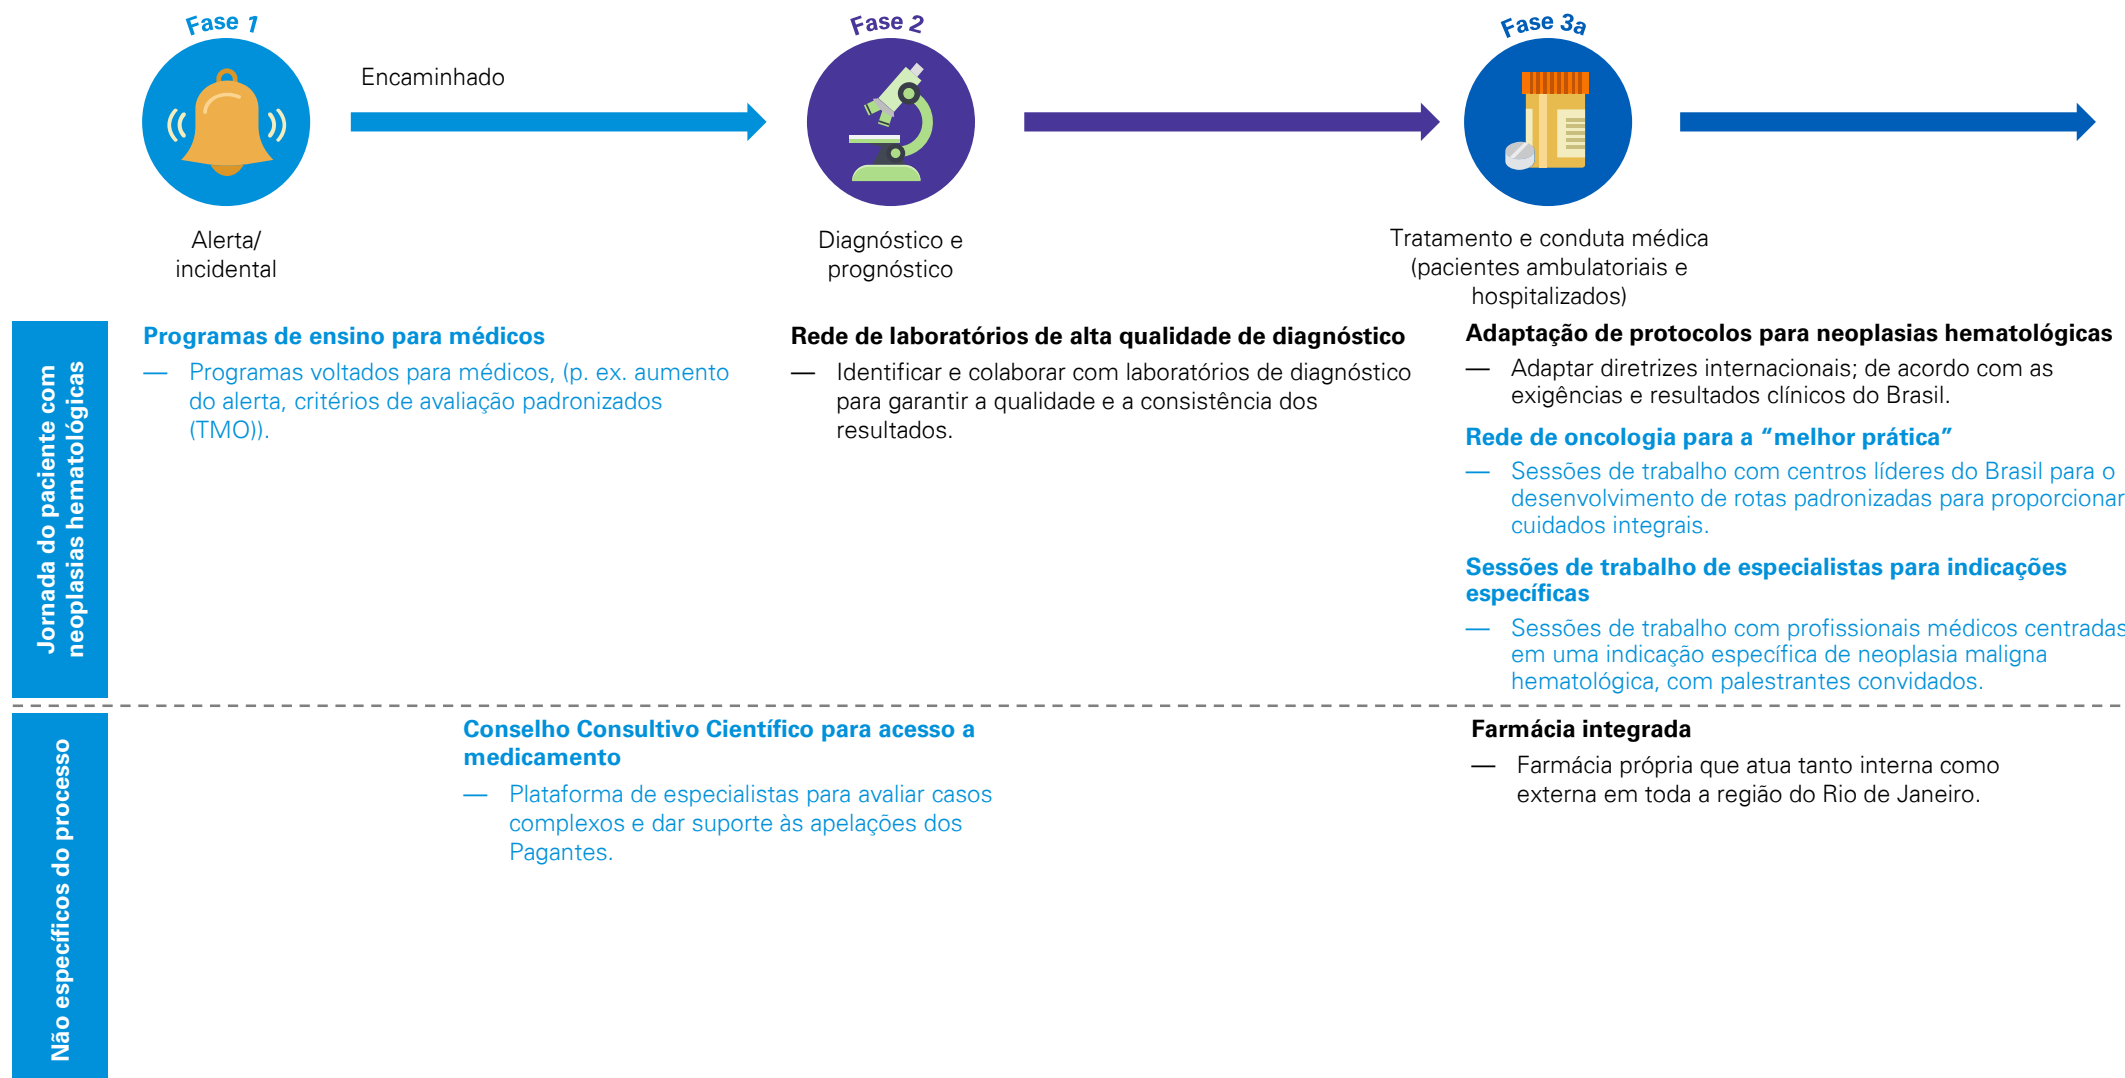 Fase 1
Encaminhado
Alerta/
incidental
Fase 2
Diagnóstico e
prognóstico
Fase 3a
Tratamento e conduta médica
(pacientes ambulatoriais e
hospitalizados)
Jornada do paciente com
neoplasias hematológicas
Programas de ensino para médicos
— Programas voltados para médicos, (p. ex. aumento
do alerta, critérios de avaliação padronizados
(TMO)).
Rede de laboratórios de alta qualidade de diagnóstico
— Identificar e colaborar com laboratórios de diagnóstico
para garantir a qualidade e a consistência dos
resultados.
Adaptação de protocolos para neoplasias hematológicas
— Adaptar diretrizes internacionais; de acordo com as
exigências e resultados clínicos do Brasil.
Rede de oncologia para a “melhor prática”
— Sessões de trabalho com centros líderes do Brasil para o
desenvolvimento de rotas padronizadas para proporcionar
cuidados integrais.
Sessões de trabalho de especialistas para indicações
específicas
— Sessões de trabalho com profissionais médicos centradas
em uma indicação específica de neoplasia maligna
hematológica, com palestrantes convidados.
Não específicos do processo
Conselho Consultivo Científico para acesso a
medicamento
— Plataforma de especialistas para avaliar casos
complexos e dar suporte às apelações dos
Pagantes.
Farmácia integrada
— Farmácia própria que atua tanto interna como
externa em toda a região do Rio de Janeiro.